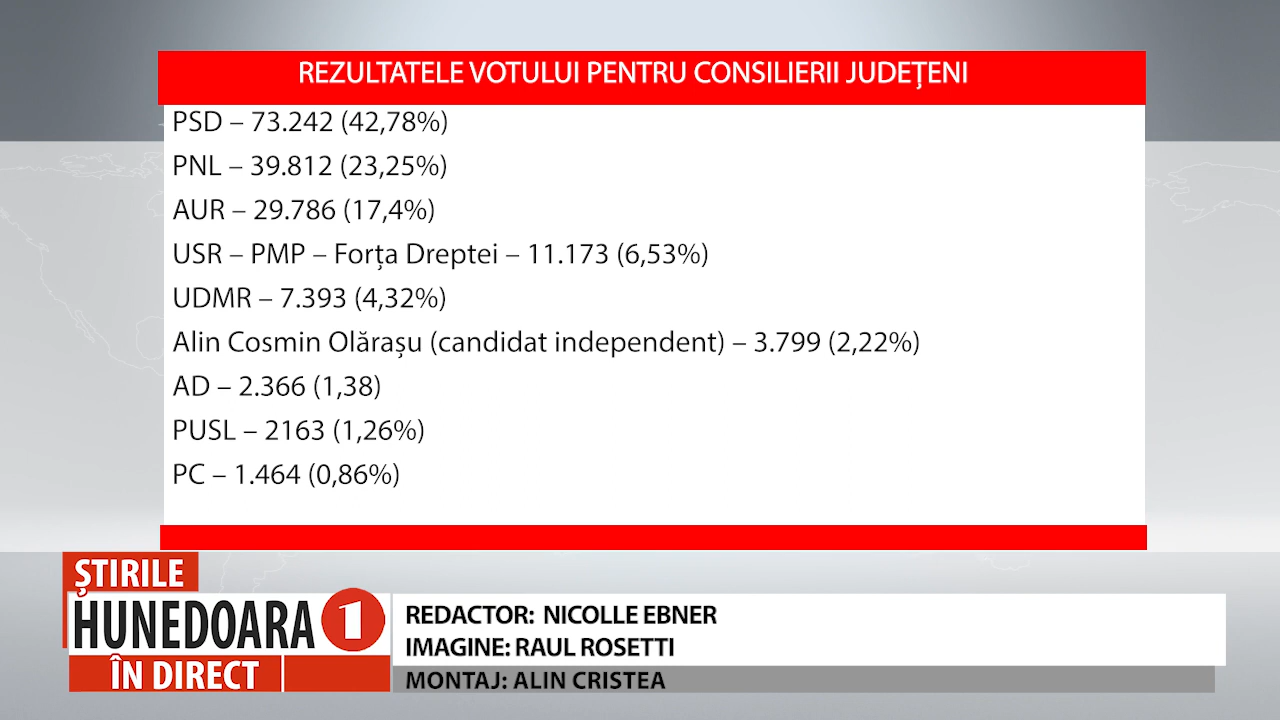 REZULTATELE VOTULUI PENTRU CONSILIERII JUDEȚENI
PSD – 73.242 (42,78%)
PNL – 39.812 (23,25%)
AUR – 29.786 (17,4%)
USR – PMP – Forța Dreptei – 11.173 (6,53%)
UDMR – 7.393 (4,32%)
Alin Cosmin Olărașu (candidat independent) – 3.799 (2,22%)
AD – 2.366 (1,38)
PUSL – 2163 (1,26%)
PC – 1.464 (0,86%)
ȘTIRILE
HUNEDOARA 1
ÎN DIRECT
REDACTOR: NICOLLE EBNER
IMAGINE: RAUL ROSETTI
MONTAJ: ALIN CRISTEA